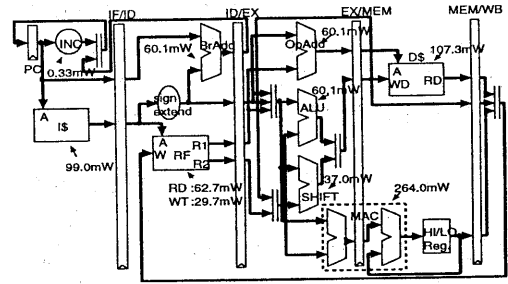 IF/ID
ID/EX
EX/MEM
MEM/WB
INC
PC
0.33mW
BrAdd
60.1mW
OpAdd
60.1mW
D$
107.3mW
A
WD
RD
A
I$
99.0mW
sign
extend
A
W
RF
R1
R2
RD :62.7mW
WT :29.7mW
ALU
60.1mW
SHIFT
37.0mW
MAC
264.0mW
HI/LO
Reg.